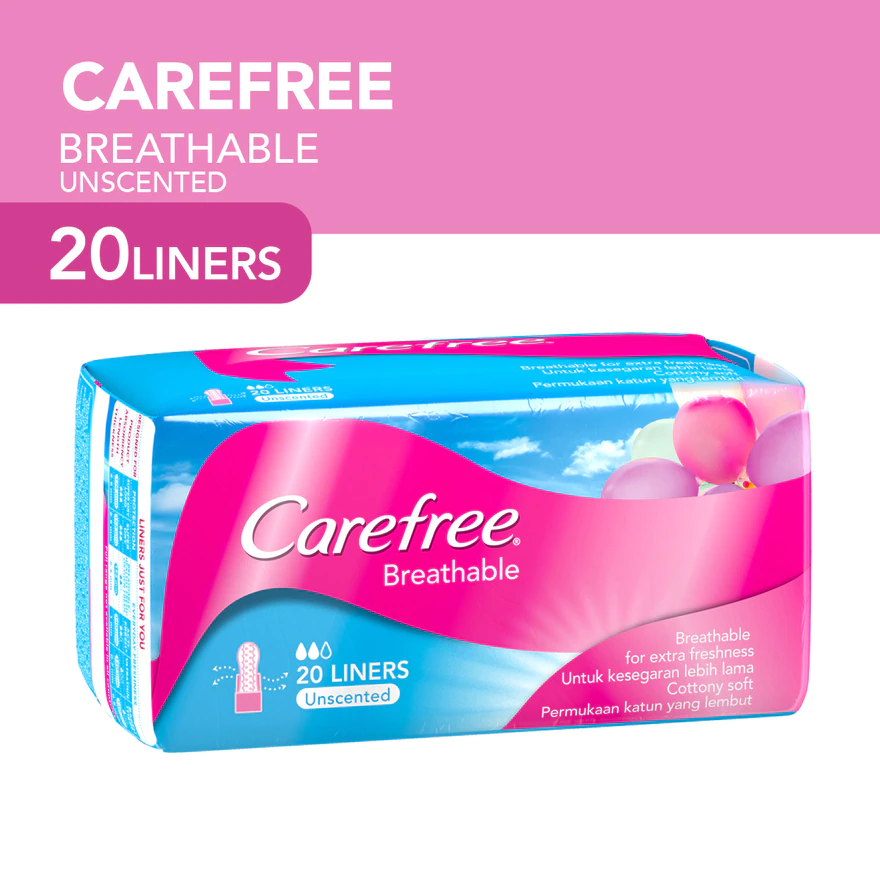 CAREFREE
BREATHABLE
UNSCENTED
20 LINERS
Carefree
Breathable for extra freshness
Untuk kesegaran lebih lama
Cottony soft
Permukaan katun yang lembut
20 LINERS
Unscented
Carefree®
Breathable
20 LINERS
Unscented
Breathable
for extra freshness
Untuk kesegaran lebih lama
Cottony soft
Permukaan katun yang lembut
LINERS JUST FOR YOU